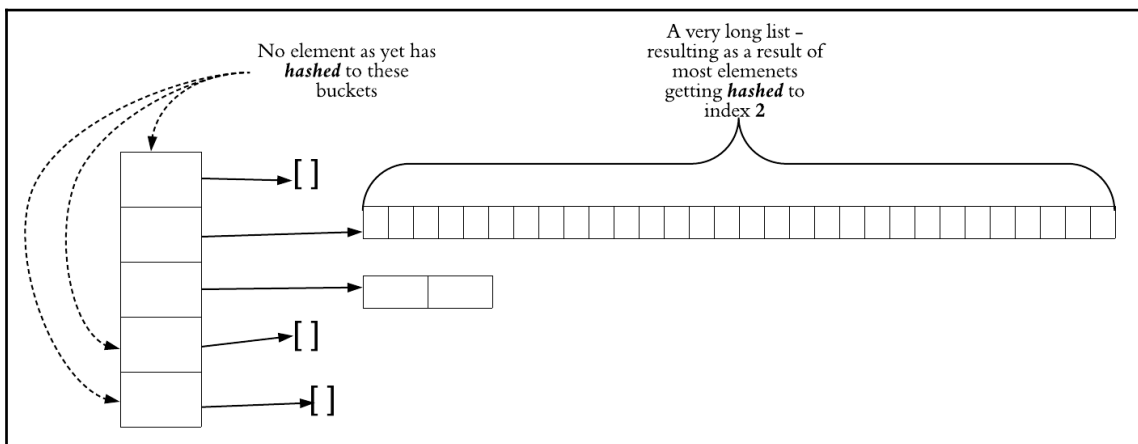 No element as yet has
hashed to these
buckets
A very long list -
resulting as a result of
most elemenets
getting hashed to
index 2
[ ]
[ ]
[ ]